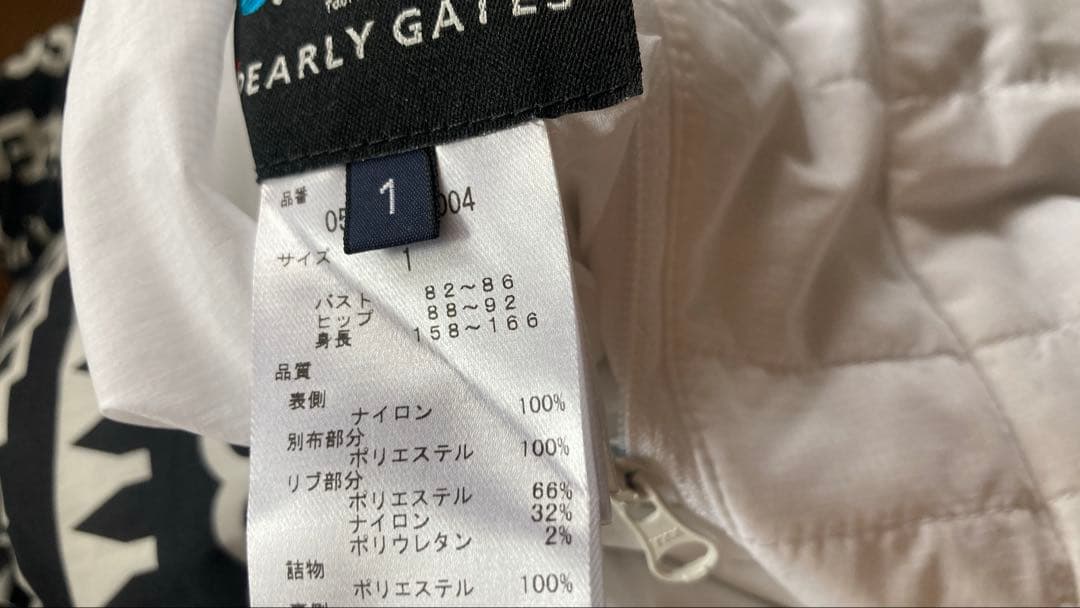 PEARLY GATES
1
品番
05 004
サイズ 1
バスト 82～86
ヒップ 88～92
身長 158～166
品質
表側
ナイロン 100%
別布部分
ポリエステル 100%
リブ部分
ポリエステル 66%
ナイロン 32%
ポリウレタン 2%
詰物
ポリエステル 100%